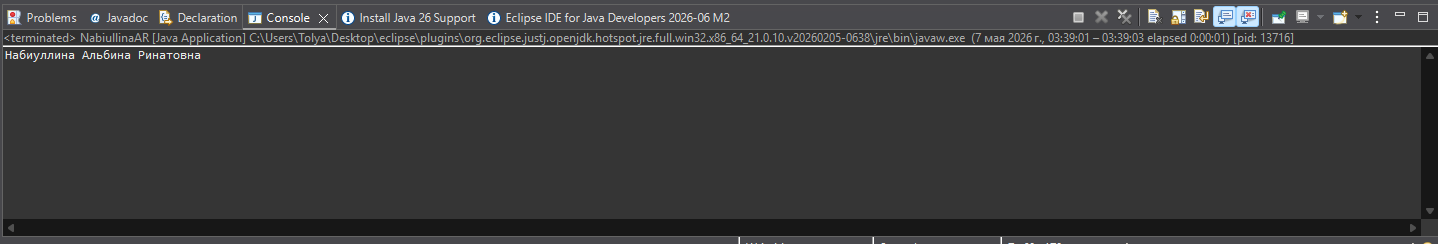 Problems @ Javadoc Declaration Console Install Java 26 Support Eclipse IDE for Java Developers 2026-06 M2
<terminated> NabiullinaAR [Java Application] C:\Users\Tolya\Desktop\eclipse\plugins\org.eclipse.justj.openjdk.hotspot.jre.full.win32.x86_64_21.0.10.v20260205-0638\jre\bin\javaw.exe (7 мая 2026 г., 03:39:01 – 03:39:03 elapsed 0:00:01) [pid: 13716]
Набиуллина Альбина Ринатовна